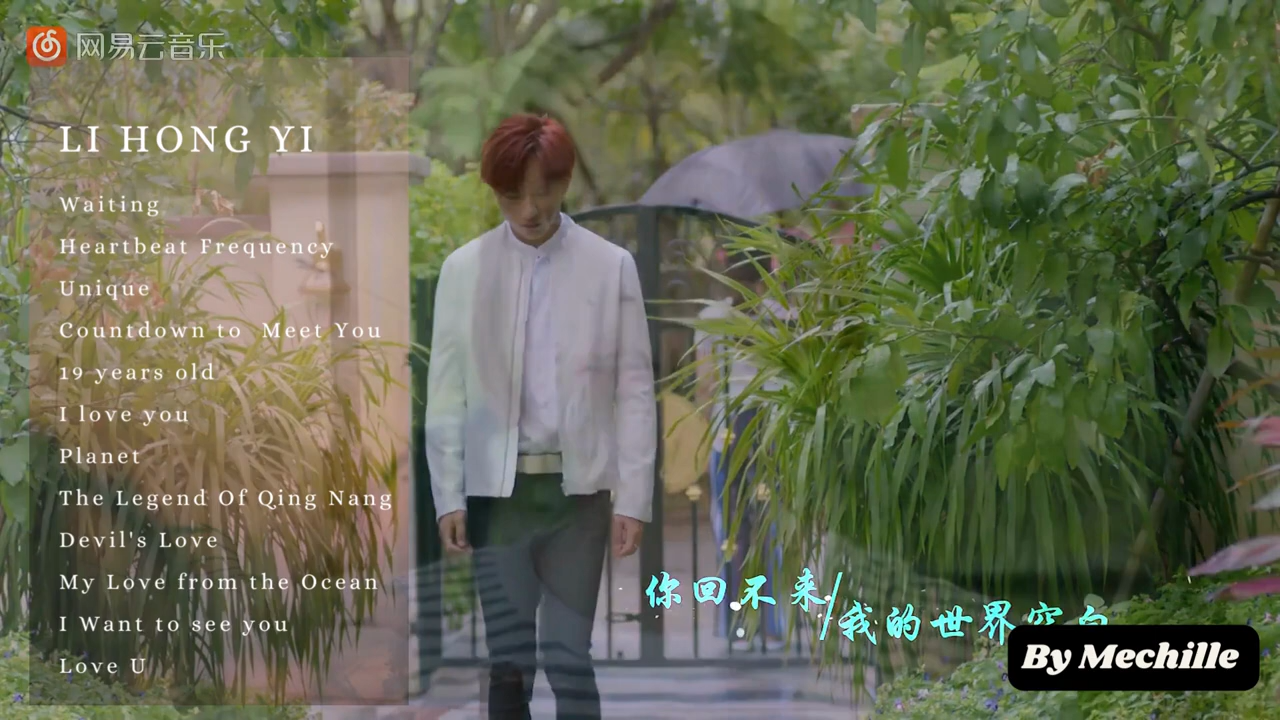 网易云音乐
LI HONG YI
Waiting
Heartbeat Frequency
Unique
Countdown to Meet You
19 years old
I love you
Planet
The Legend Of Qing Nang
Devil's Love
My Love from the Ocean
I Want to see you
Love U
你回不来/
我的世界空白
By Mechille